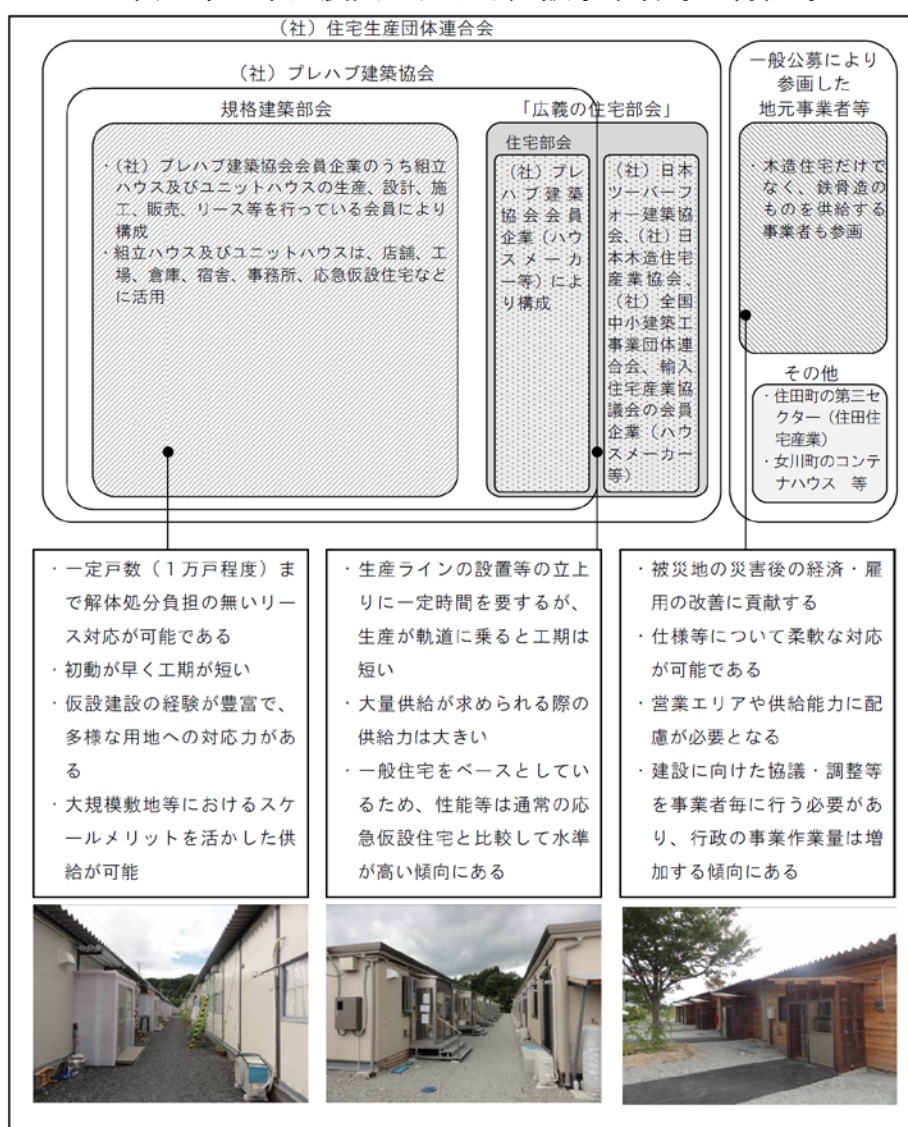 （社）住宅生産団体連合会
（社）プレハブ建築協会
規格建築部会
・（社）プレハブ建築協会会員企業のうち組立
ハウス及びユニットハウスの生産、設計、施
工、販売、リース等を行っている会員により
構成
・組立ハウス及びユニットハウスは、店舗、工
場、倉庫、宿舎、事務所、応急仮設住宅など
に活用
「広義の住宅部会」
住宅部会
（社）プレ
ハブ建築
協会会員
企業（ハウ
スメーカ
ー等）によ
り構成
（社）日本
ツーバーフ
ォー建築協
会、（社）日
本木造住宅
産業協会、
（社）全国
中小建築工
事業団体連
合会、輸入
住宅産業協
議会の会員
企業（ハウ
スメーカー
等）
一般公募により
参画した
地元事業者等
・木造住宅だけで
なく、鉄骨造の
ものを供給する
事業者も参画
その他
・住田町の第三セ
クター（住田住
宅産業）
・女川町のコンテ
ナハウス　等
・一定戸数（１万戸程度）ま
で解体処分負担の無いリー
ス対応が可能である
・初動が早く工期が短い
・仮設建設の経験が豊富で、
多様な用地への対応力があ
る
・大規模敷地等におけるスケ
ールメリットを活かした供
給が可能
・生産ラインの設置等の立上
りに一定時間を要するが、
生産が軌道に乗ると工期は
短い
・大量供給が求められる際の
供給力は大きい
・一般住宅をベースとしてい
るため、性能等は通常の応
急仮設住宅と比較して水準
が高い傾向にある
・被災地の災害後の経済・雇
用の改善に貢献する
・仕様等について柔軟な対応
が可能である
・営業エリアや供給能力に配
慮が必要となる
・建設に向けた協議・調整等
を事業者毎に行う必要があ
り、行政の事業作業量は増
加する傾向にある